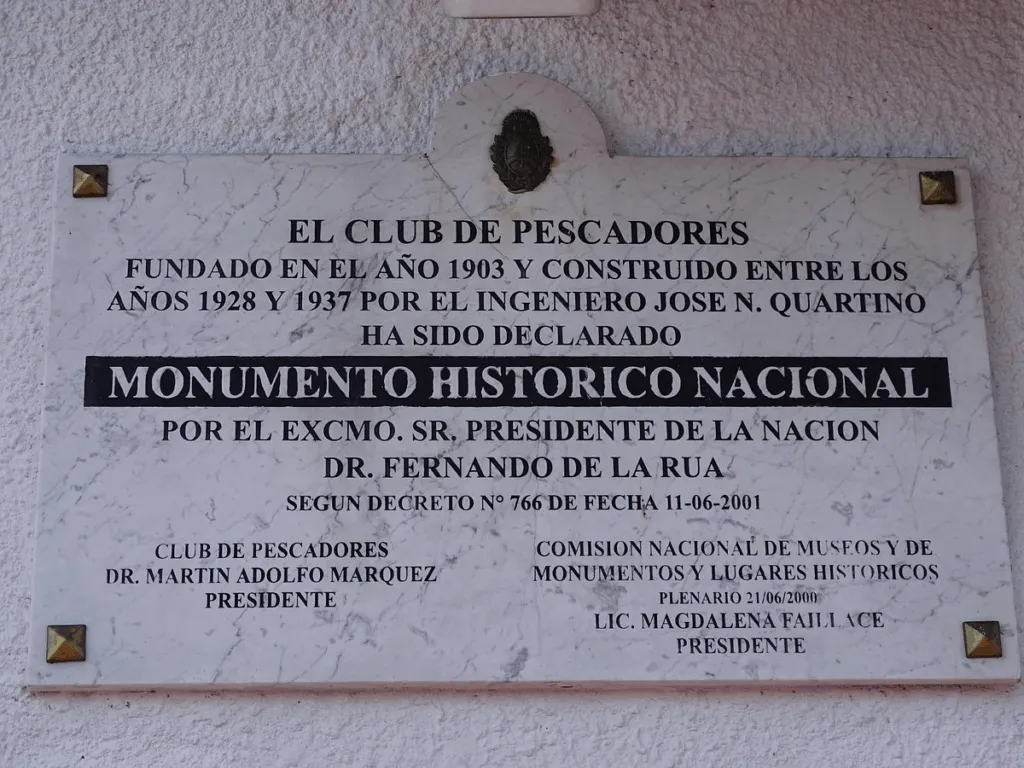 EL CLUB DE PESCADORES
FUNDADO EN EL AÑO 1903 Y CONSTRUIDO ENTRE LOS
AÑOS 1928 Y 1937 POR EL INGENIERO JOSE N. QUARTINO
HA SIDO DECLARADO
MONUMENTO HISTORICO NACIONAL
POR EL EXCMO. SR. PRESIDENTE DE LA NACION
DR. FERNANDO DE LA RUA
SEGUN DECRETO N° 766 DE FECHA 11-06-2001
CLUB DE PESCADORES
DR. MARTIN ADOLFO MARQUEZ
PRESIDENTE
COMISION NACIONAL DE MUSEOS Y DE
MONUMENTOS Y LUGARES HISTORICOS
PLENARIO 21/06/2000
LIC. MAGDALENA FAILLACE
PRESIDENTE